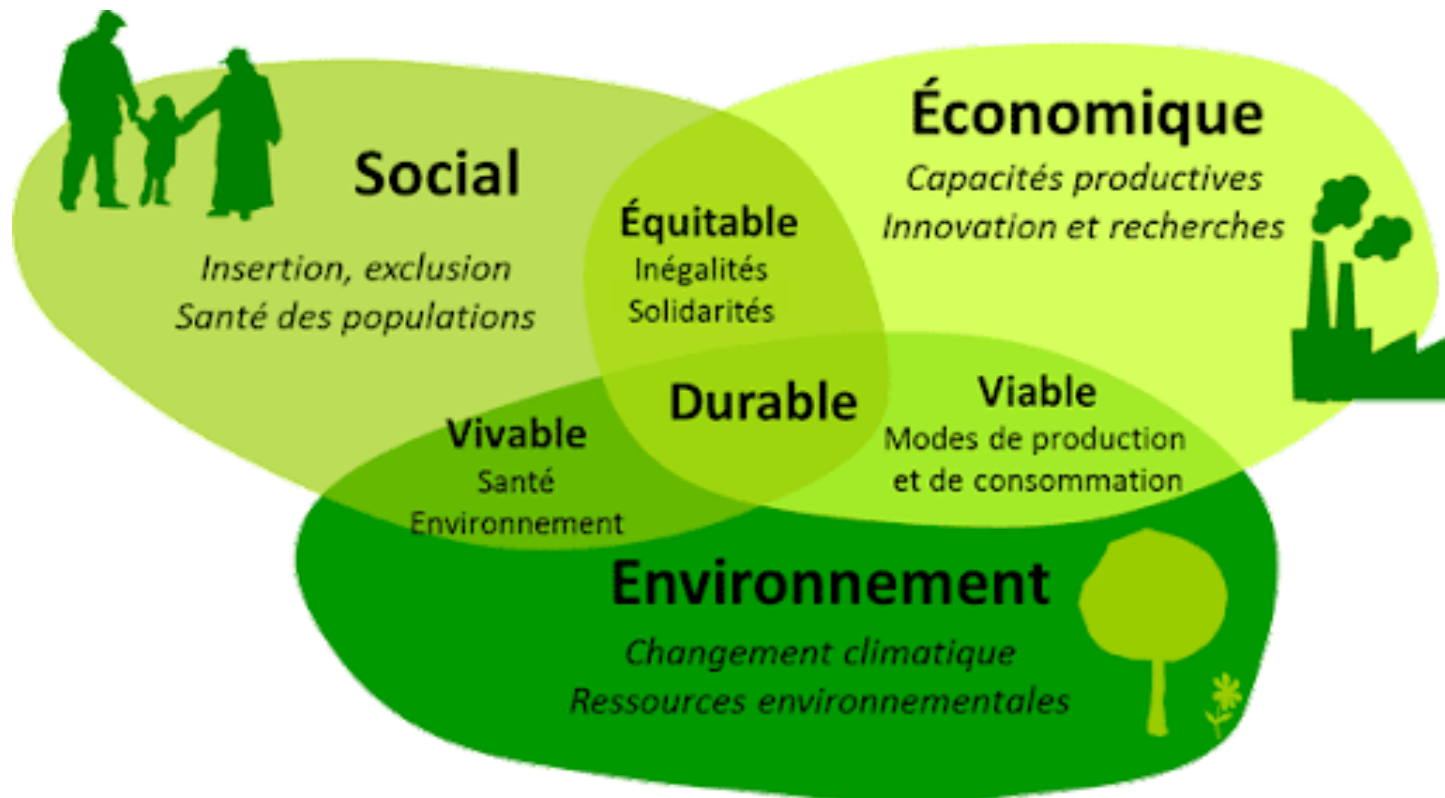 Social
Insertion, exclusion
Santé des populations
Économique
Capacités productives
Innovation et recherches
Équitable
Inégalités
Solidarités
Durable
Vivable
Santé
Environnement
Viable
Modes de production
et de consommation
Environnement
Changement climatique
Ressources environnementales